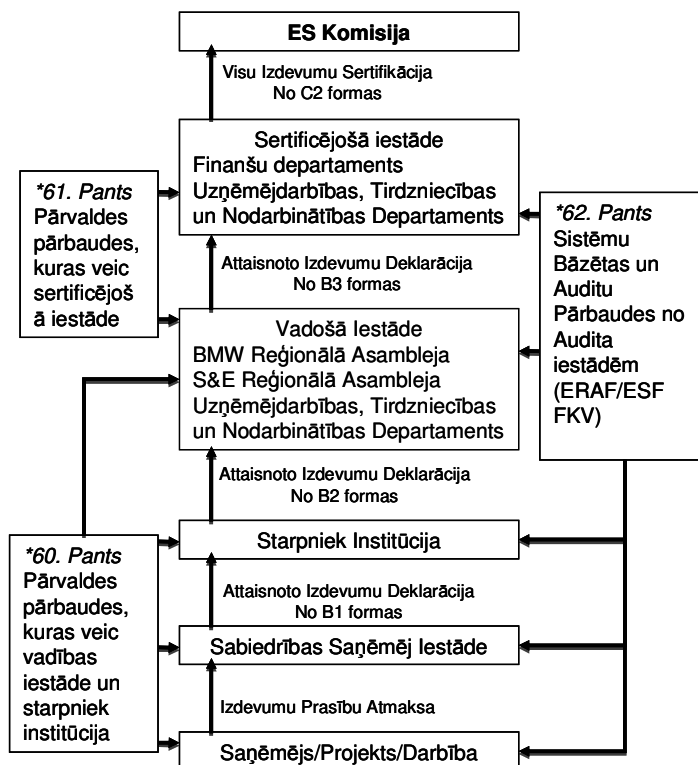 ES Komisija
Visu Izdevumu Sertifikācija
No C2 formas
Sertificējošā iestāde
Finanšu departaments
Uzņēmējdarbības, Tirdzniecības
un Nodarbinātības Departaments
*61. Pants
Pārvaldes
pārbaudes,
kuras veic
sertificējoš
ā iestāde
*62. Pants
Sistēmu
Bāzētas un
Auditu
Pārbaudes no
Audita
iestādēm
(ERAF/ESF
FKV)
Attaisnoto Izdevumu Deklarācija
No B3 formas
Vadošā Iestāde
BMW Reģionālā Asambleja
S&E Reģionālā Asambleja
Uzņēmējdarbības, Tirdzniecības
un Nodarbinātības Departaments
Attaisnoto Izdevumu Deklarācija
No B2 formas
Starpniek Institūcija
*60. Pants
Pārvaldes
pārbaudes,
kuras veic
vadības
iestāde un
starpniek
institūcija
Attaisnoto Izdevumu Deklarācija
No B1 formas
Sabiedrības Saņēmēj Iestāde
Izdevumu Prasību Atmaksa
Saņēmējs/Projekts/Darbība